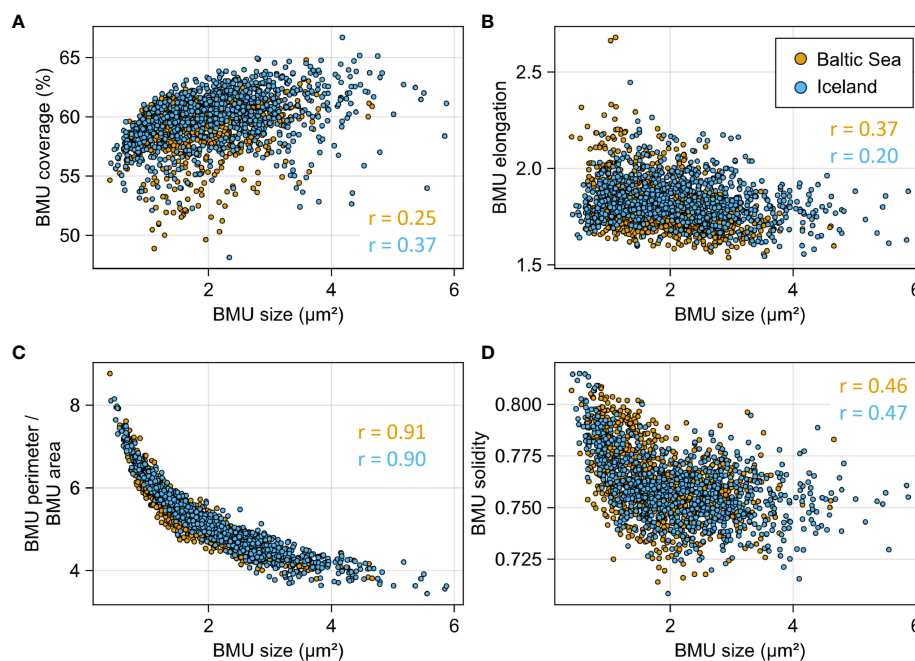 A
BMU coverage (%)
65
60
55
50
r = 0.25
r = 0.37
2
4
6
BMU size (µm²)
B
BMU elongation
2.5
2.0
1.5
Baltic Sea
Iceland
r = 0.37
r = 0.20
2
4
6
BMU size (µm²)
C
BMU perimeter /
BMU area
8
6
4
r = 0.91
r = 0.90
2
4
6
BMU size (µm²)
D
BMU solidity
0.800
0.775
0.750
0.725
r = 0.46
r = 0.47
2
4
6
BMU size (µm²)